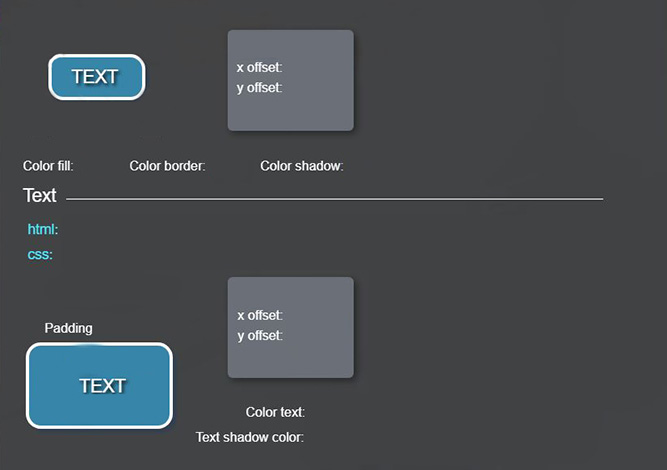 TEXT
x offset:
y offset:
Color fill: Color border: Color shadow:
Text
html:
css:
x offset:
y offset:
Padding
TEXT
Color text:
Text shadow color: